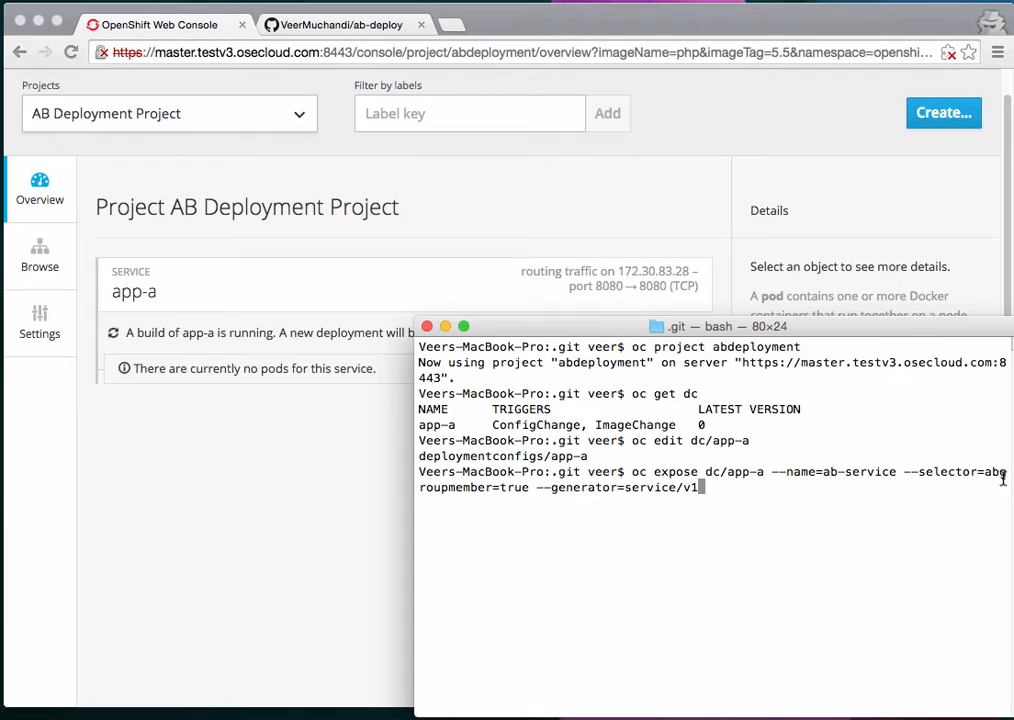 OpenShift Web Console
VeerMuchandi/ab-deploy
https://master.testv3.osecloud.com:8443/console/project/abdeployment/overview?imageName=php&imageTag=5.5&namespace=openshi...
Projects
Filter by labels
AB Deployment Project
Label key
Add
Create...
Overview
Browse
Settings
Project AB Deployment Project
Details
SERVICE
app-a
routing traffic on 172.30.83.28 –
port 8080 → 8080 (TCP)
Select an object to see more details.
A pod contains one or more Docker
containers that run together on a node
A build of app-a is running. A new deployment will b
There are currently no pods for this service.
.git — bash — 80×24
Veers-MacBook-Pro:.git veer$ oc project abdeployment
Now using project "abdeployment" on server "https://master.testv3.osecloud.com:8
443".
Veers-MacBook-Pro:.git veer$ oc get dc
NAME TRIGGERS LATEST VERSION
app-a ConfigChange, ImageChange 0
Veers-MacBook-Pro:.git veer$ oc edit dc/app-a
deploymentconfigs/app-a
Veers-MacBook-Pro:.git veer$ oc expose dc/app-a --name=ab-service --selector=abg
roupmember=true --generator=service/v1